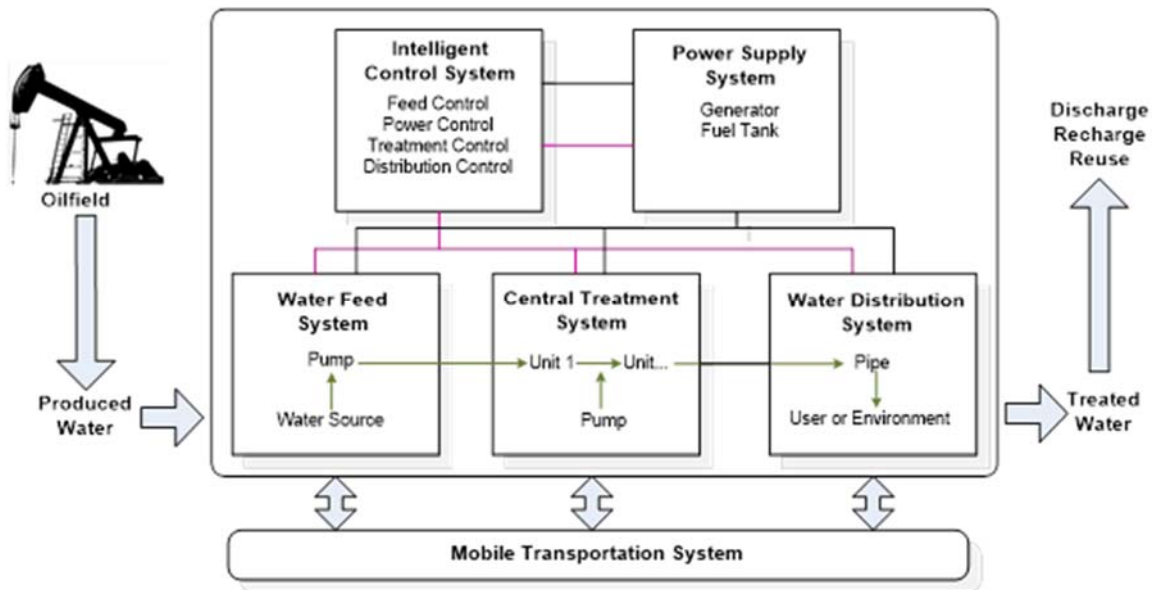 Intelligent
Control System
Feed Control
Power Control
Treatment Control
Distribution Control
Power Supply
System
Generator
Fuel Tank
Oilfield
Discharge
Recharge
Reuse
Water Feed
System
Pump
Water Source
Central Treatment
System
Unit 1
Unit...
Pump
Water Distribution
System
Pipe
User or Environment
Produced
Water
Treated
Water
Mobile Transportation System